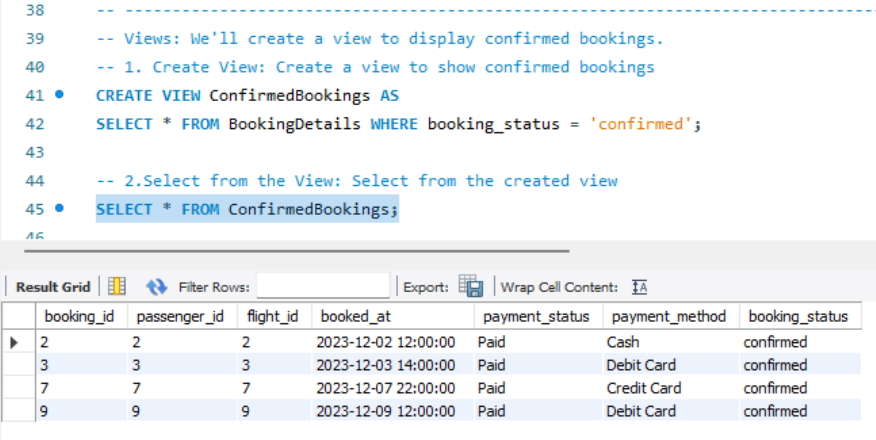 38 -- --------------------------------------------------------------------------------
39 -- Views: We'll create a view to display confirmed bookings.
40 -- 1. Create View: Create a view to show confirmed bookings
41 CREATE VIEW ConfirmedBookings AS
42 SELECT * FROM BookingDetails WHERE booking_status = 'confirmed';
43
44 -- 2.Select from the View: Select from the created view
45 SELECT * FROM ConfirmedBookings;
46
Result Grid Filter Rows: Export: Wrap Cell Content: IA
booking_id passenger_id flight_id booked_at payment_status payment_method booking_status
2 2 2 2023-12-02 12:00:00 Paid Cash confirmed
3 3 3 2023-12-03 14:00:00 Paid Debit Card confirmed
7 7 7 2023-12-07 22:00:00 Paid Credit Card confirmed
9 9 9 2023-12-09 12:00:00 Paid Debit Card confirmed